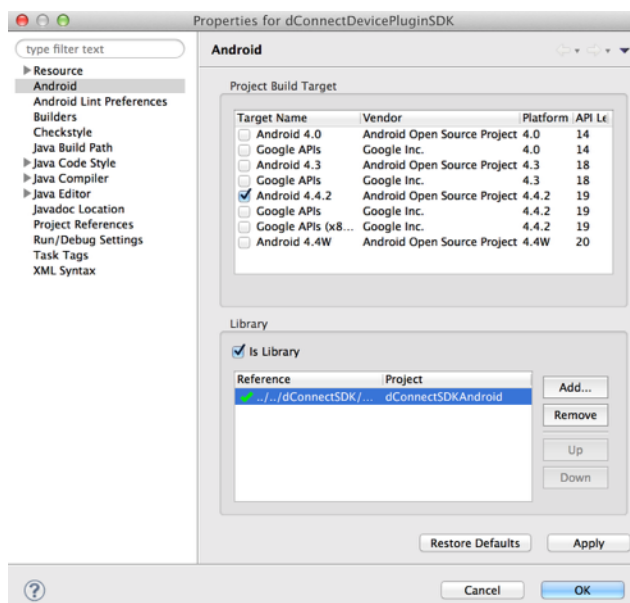 Properties for dConnectDevicePluginSDK
type filter text
Resource
Android
Android Lint Preferences
Builders
Checkstyle
Java Build Path
Java Code Style
Java Compiler
Java Editor
Javadoc Location
Project References
Run/Debug Settings
Task Tags
XML Syntax
Android
Project Build Target
Target Name Vendor Platform API Le
Android 4.0 Android Open Source Project 4.0 14
Google APIs Google Inc. 4.0 14
Android 4.3 Android Open Source Project 4.3 18
Google APIs Google Inc. 4.3 18
Android 4.4.2 Android Open Source Project 4.4.2 19
Google APIs Google Inc. 4.4.2 19
Google APIs (x8... Google Inc. 4.4.2 19
Android 4.4W Android Open Source Project 4.4W 20
Library
Is Library
Reference Project
../../dConnectSDK/... dConnectSDKAndroid
Add...
Remove
Up
Down
Restore Defaults Apply
? Cancel OK